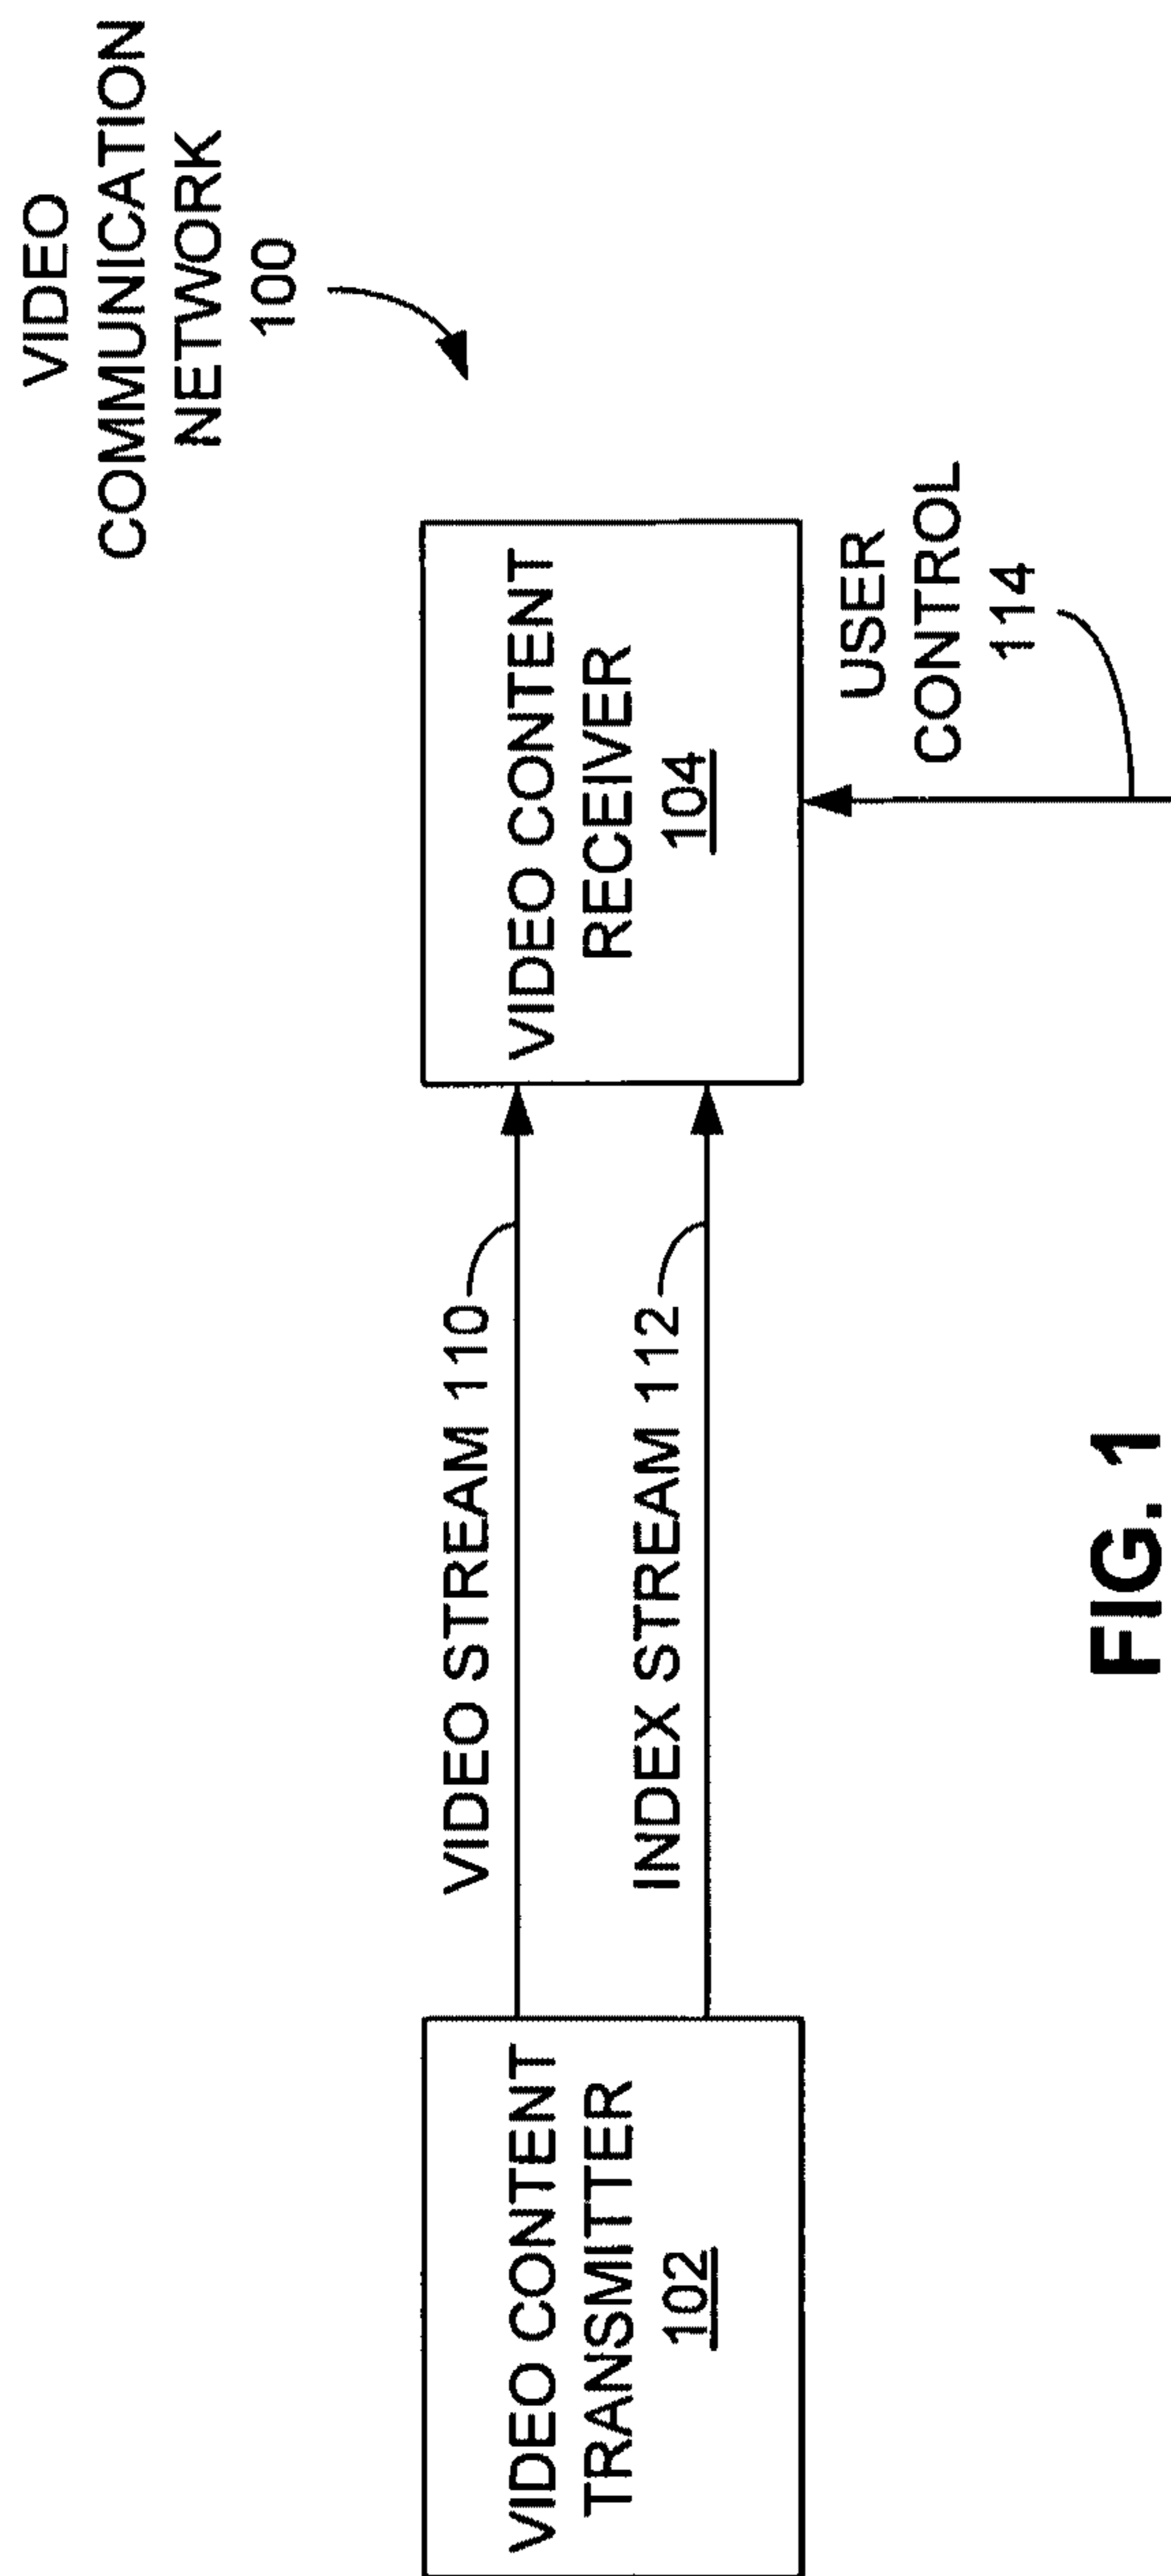 VIDEO
COMMUNICATION
NETWORK
100
VIDEO CONTENT
TRANSMITTER
102
VIDEO STREAM 110
INDEX STREAM 112
VIDEO CONTENT
RECEIVER
104
USER
CONTROL
114
FIG. 1